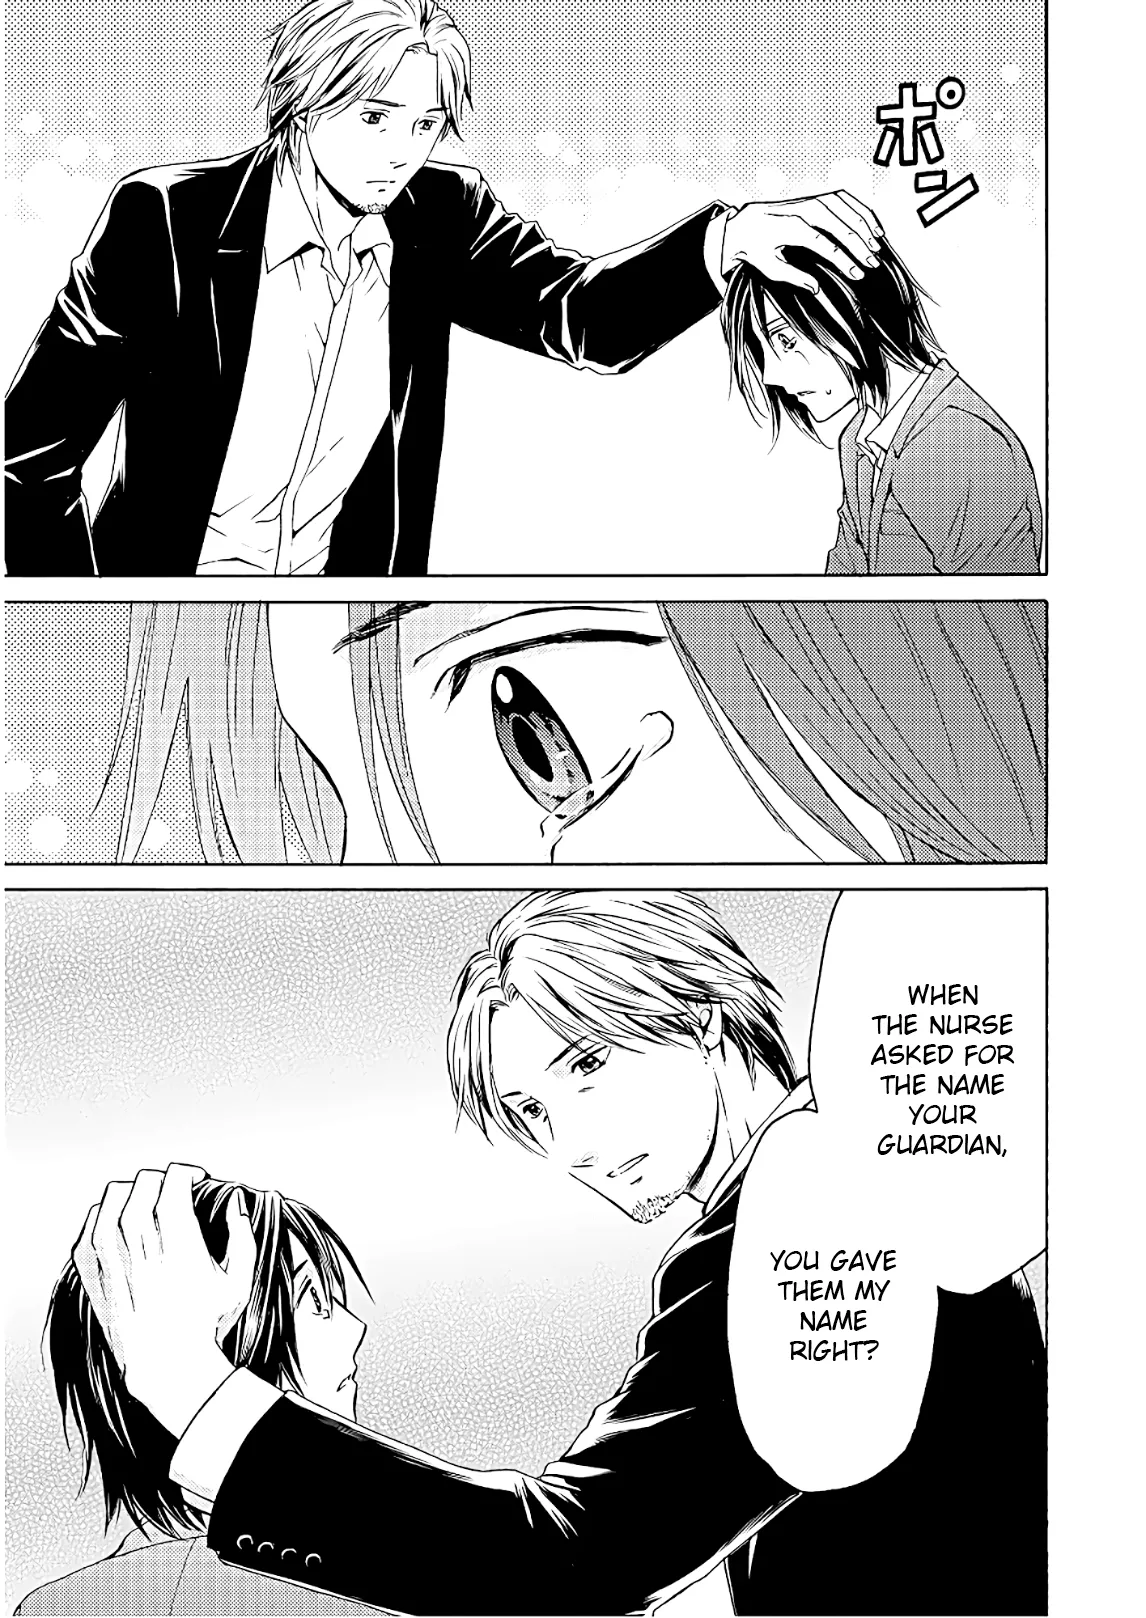 ポン
WHEN
THE NURSE
ASKED FOR
THE NAME
YOUR
GUARDIAN,
YOU GAVE
THEM MY
NAME
RIGHT?